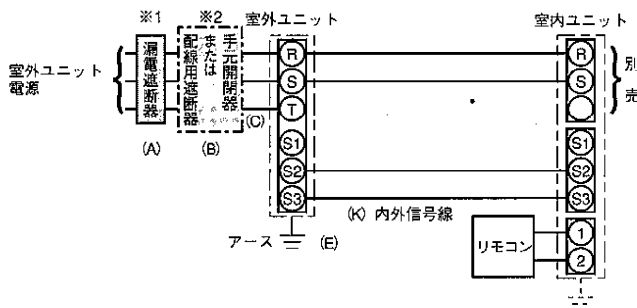 ※1
※2
室外ユニット
室内ユニット
室外ユニット
電源
漏電遮断器
手元開閉器
または
配線用遮断器
(A)
(B)
(C)
R
S
T
S1
S2
S3
R
S
別売
S1
S2
S3
(K) 内外信号線
アース
(E)
リモコン
1
2